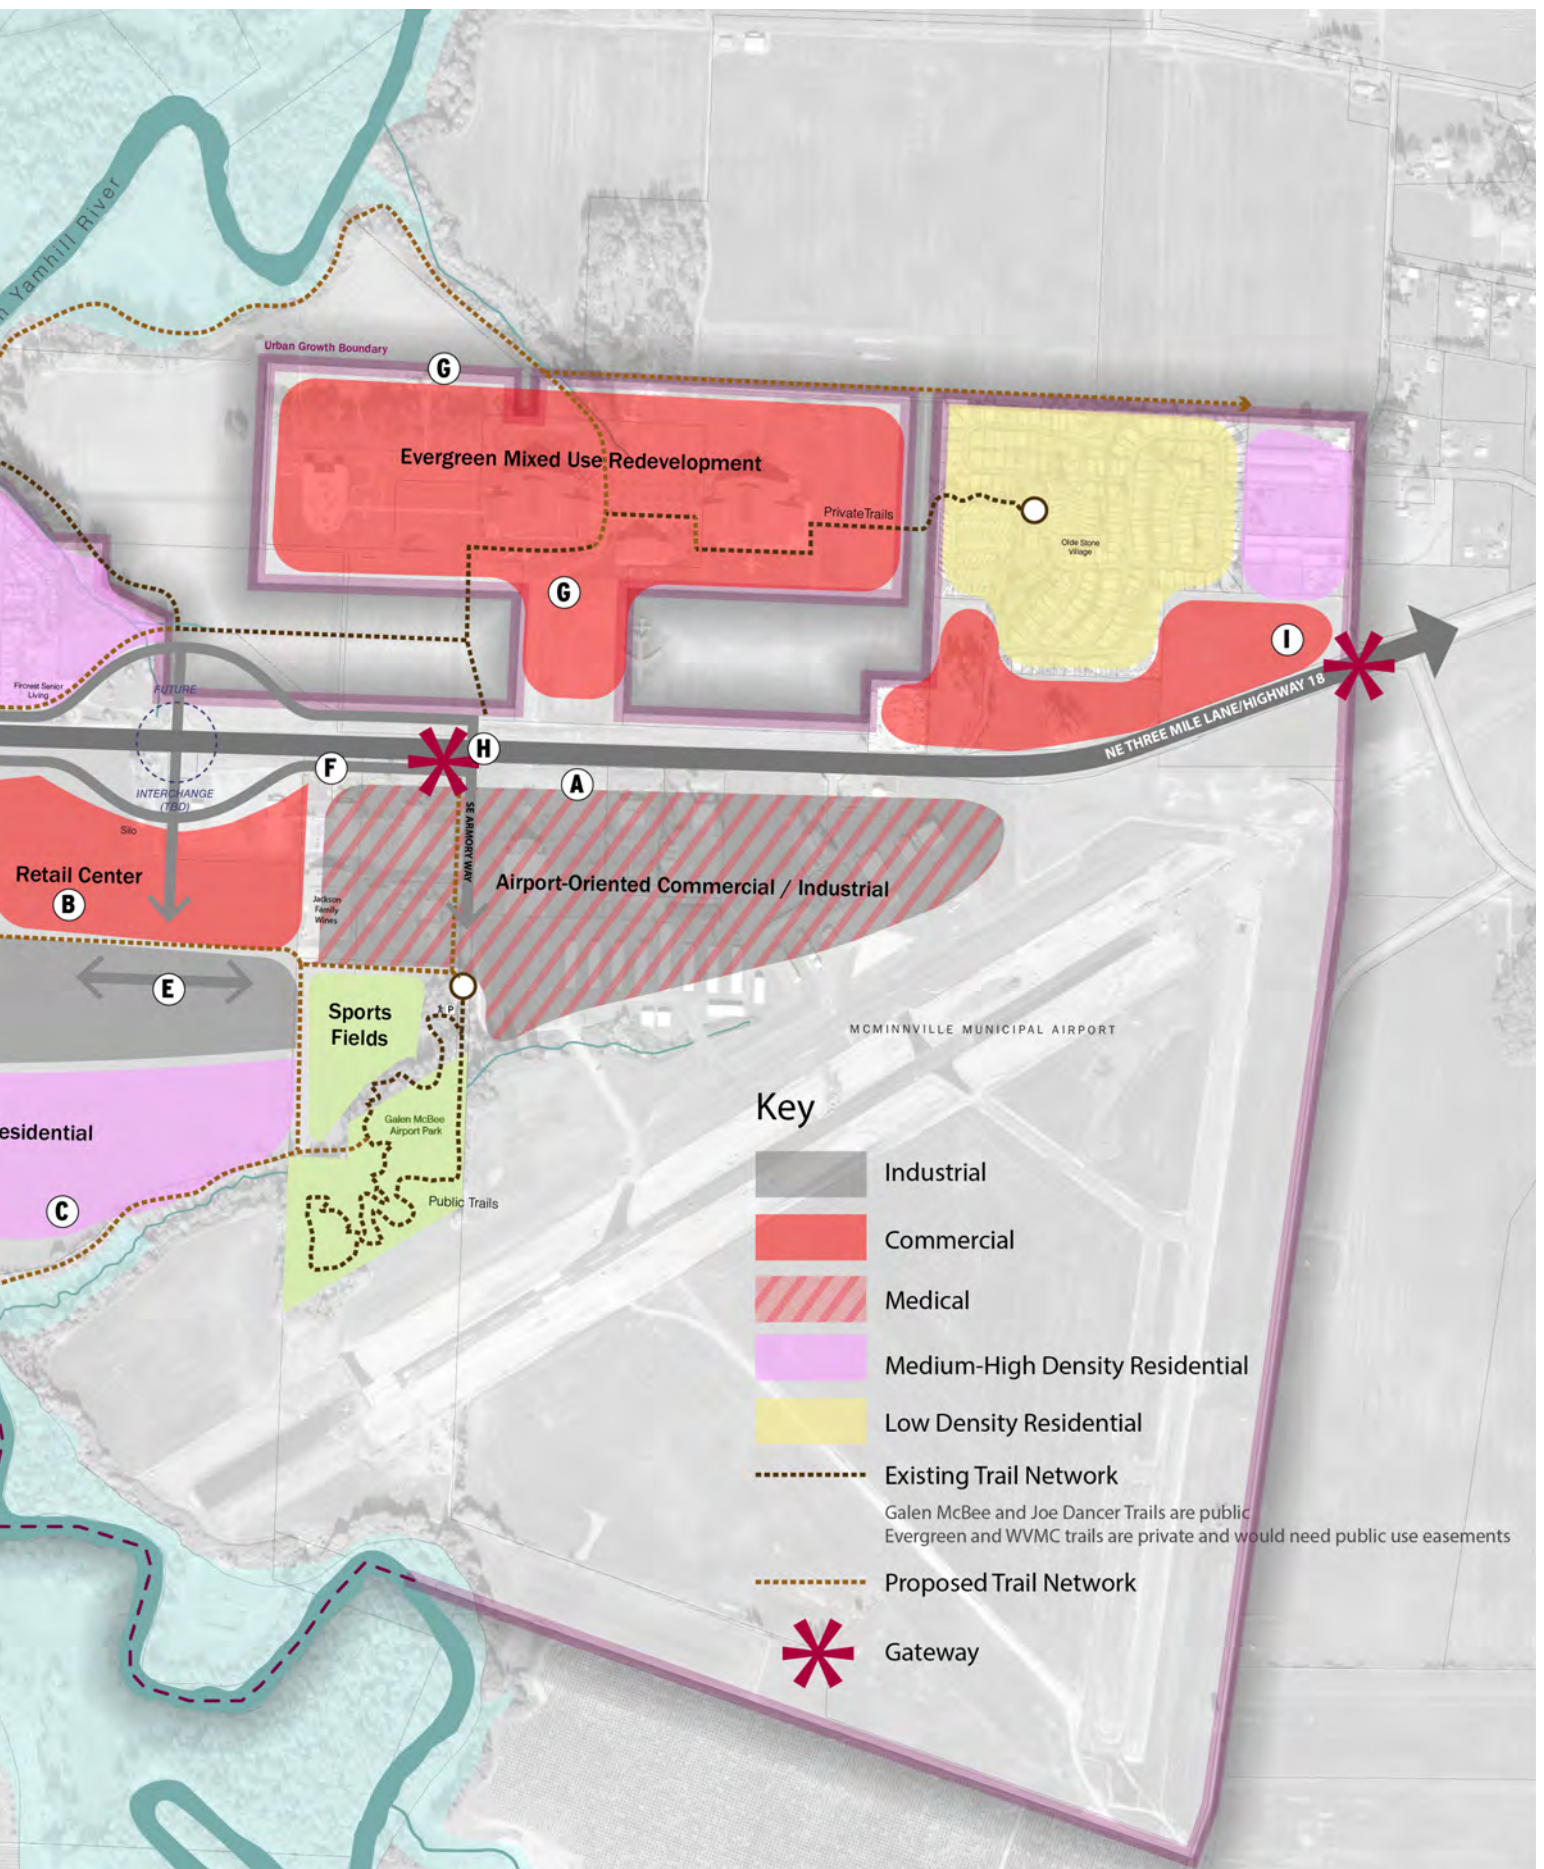 Yamhill River
Urban Growth Boundary
G
Evergreen Mixed Use Redevelopment
PrivateTrails
Olde Stone
Village
G
I
Fircrest Senior
Living
FUTURE
NE THREE MILE LANE/HIGHWAY 18
H
F
A
INTERCHANGE
(TBD)
Silo
SE ARMORY WAY
Retail Center
B
Airport-Oriented Commercial / Industrial
Jackson
Family
Wines
E
Sports
Fields
P
MCMINNVILLE MUNICIPAL AIRPORT
Galen McBee
Airport Park
esidential
C
Public Trails
Key
Industrial
Commercial
Medical
Medium-High Density Residential
Low Density Residential
Existing Trail Network
Galen McBee and Joe Dancer Trails are public
Evergreen and WVMC trails are private and would need public use easements
Proposed Trail Network
Gateway